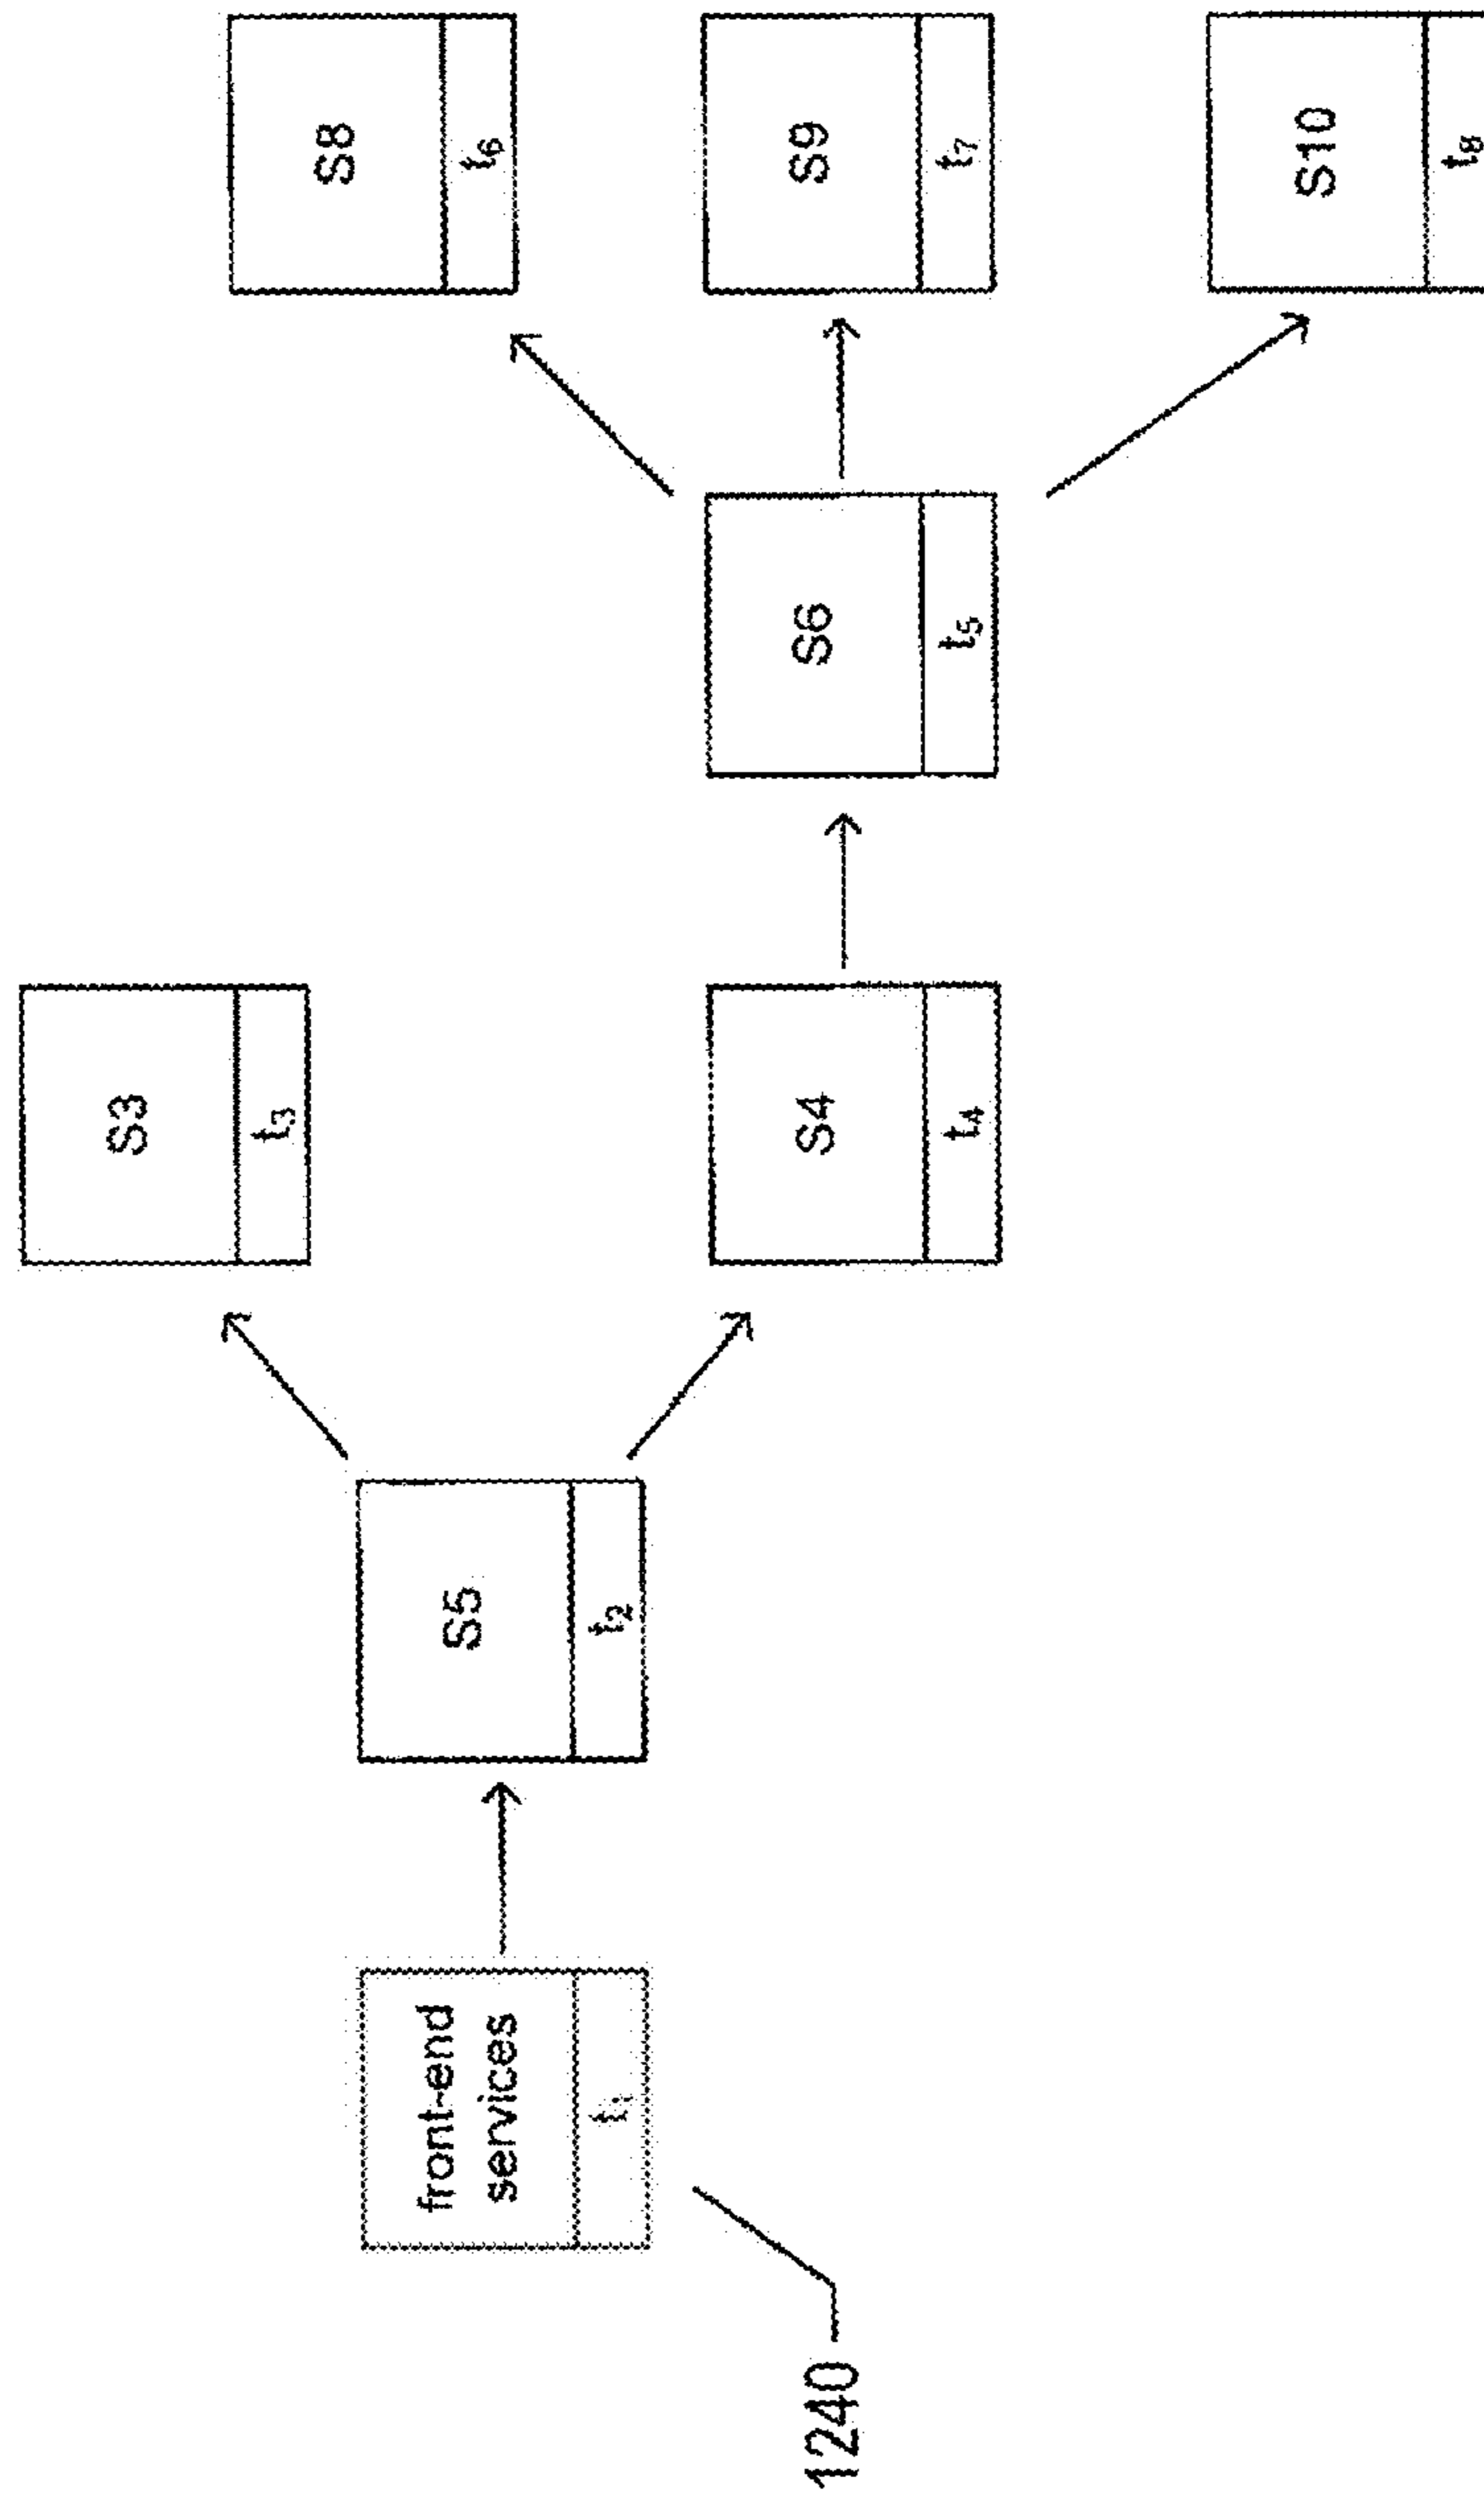 front-end
services
t₁
1240
S5
t₂
S3
t₃
S4
t₄
S6
t₅
S8
t₆
S9
t₇
S10
t₈